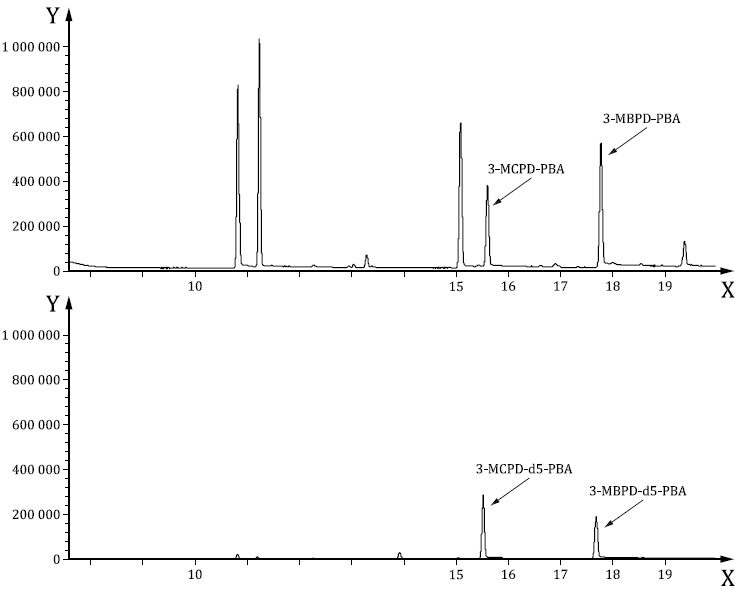 Y
1 000 000
800 000
600 000
400 000
200 000
0
3-MCPD-PBA
3-MBPD-PBA
10 15 16 17 18 19
X
Y
1 000 000
800 000
600 000
400 000
200 000
0
3-MCPD-d5-PBA
3-MBPD-d5-PBA
10 15 16 17 18 19
X